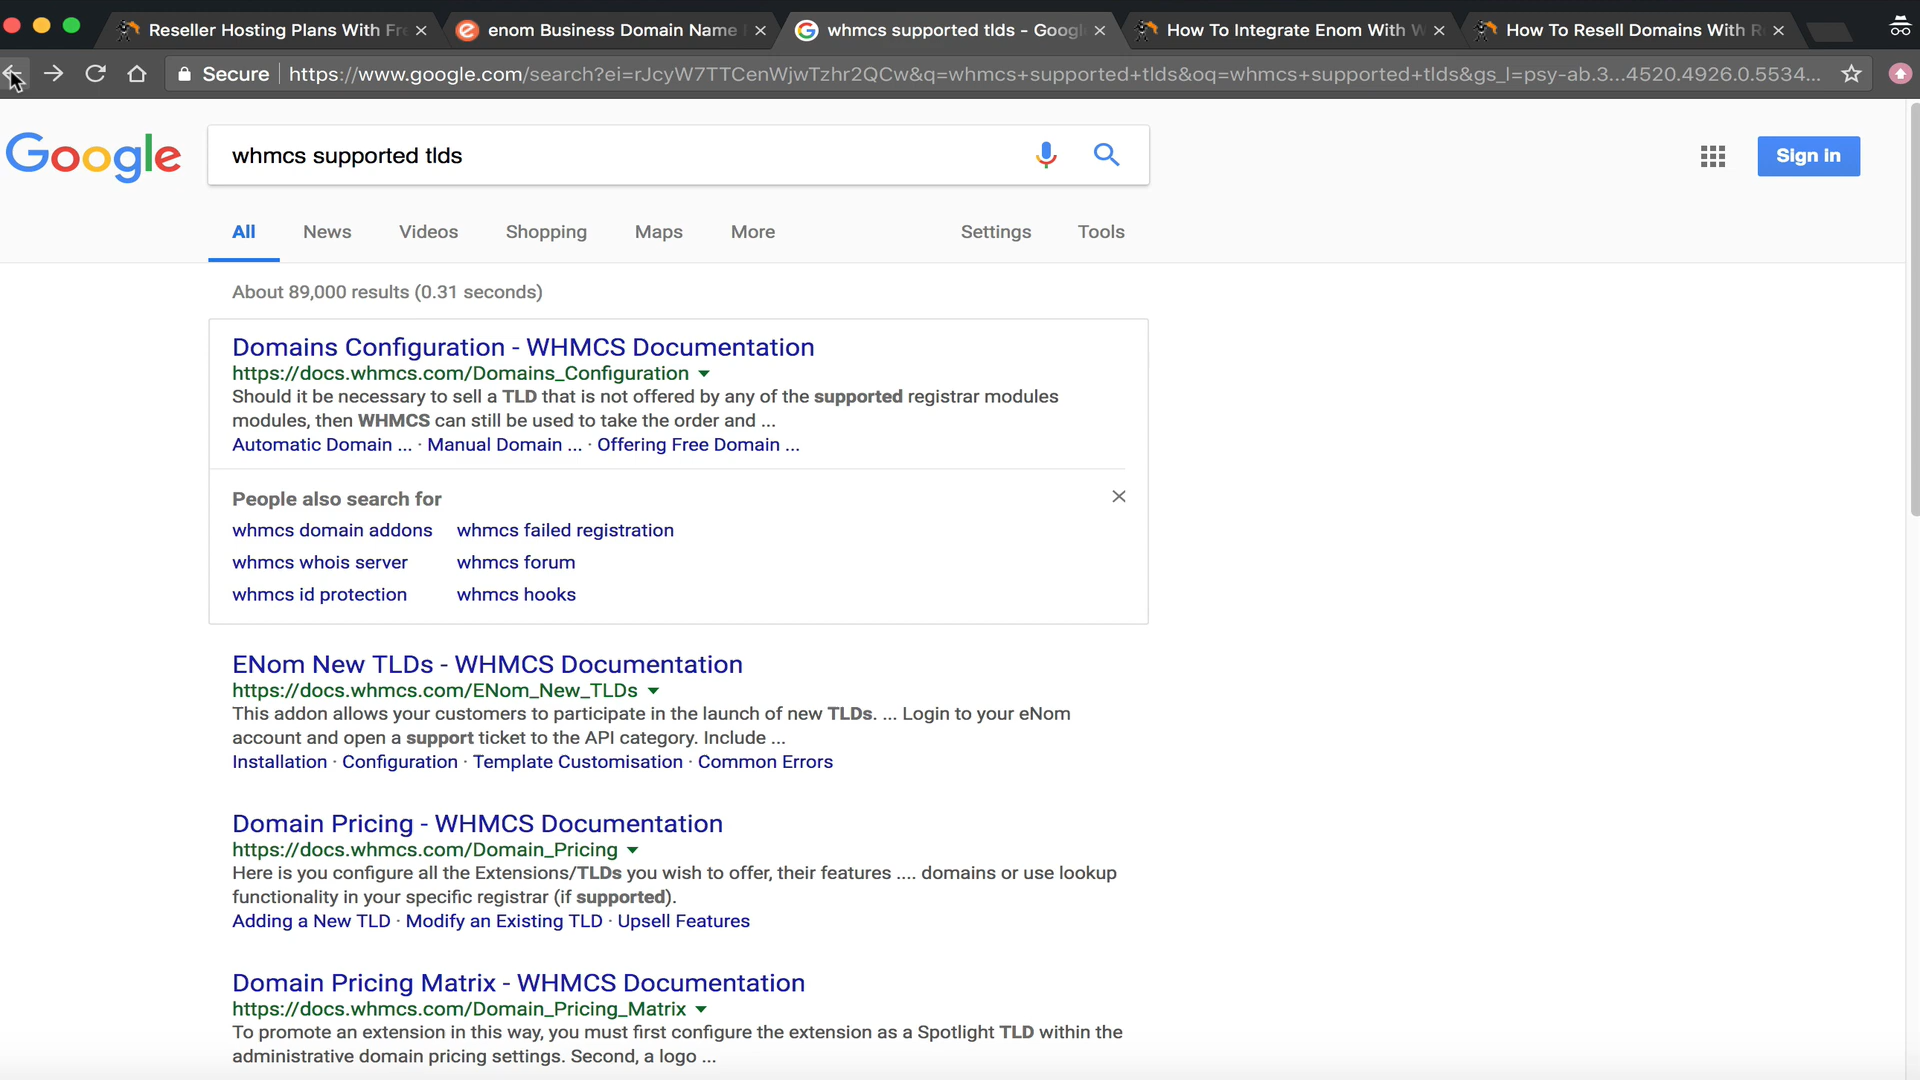 Reseller Hosting Plans With Fre
enom Business Domain Name
whmcs supported tlds - Googl
How To Integrate Enom With W
How To Resell Domains With R
Secure
https://www.google.com/search?ei=rJcyW7TTCenWjwTzhr2QCw&q=whmcs+supported+tlds&oq=whmcs+supported+tlds&gs_l=psy-ab.3...4520.4926.0.5534...
Google
whmcs supported tlds
Sign in
All News Videos Shopping Maps More Settings Tools
About 89,000 results (0.31 seconds)
Domains Configuration - WHMCS Documentation
https://docs.whmcs.com/Domains_Configuration
Should it be necessary to sell a TLD that is not offered by any of the supported registrar modules
modules, then WHMCS can still be used to take the order and ...
Automatic Domain ... · Manual Domain ... · Offering Free Domain ...
People also search for
whmcs domain addons whmcs failed registration
whmcs whois server whmcs forum
whmcs id protection whmcs hooks
ENom New TLDs - WHMCS Documentation
https://docs.whmcs.com/ENom_New_TLDs
This addon allows your customers to participate in the launch of new TLDs. ... Login to your eNom
account and open a support ticket to the API category. Include ...
Installation · Configuration · Template Customisation · Common Errors
Domain Pricing - WHMCS Documentation
https://docs.whmcs.com/Domain_Pricing
Here is you configure all the Extensions/TLDs you wish to offer, their features .... domains or use lookup
functionality in your specific registrar (if supported).
Adding a New TLD · Modify an Existing TLD · Upsell Features
Domain Pricing Matrix - WHMCS Documentation
https://docs.whmcs.com/Domain_Pricing_Matrix
To promote an extension in this way, you must first configure the extension as a Spotlight TLD within the
administrative domain pricing settings. Second, a logo ...